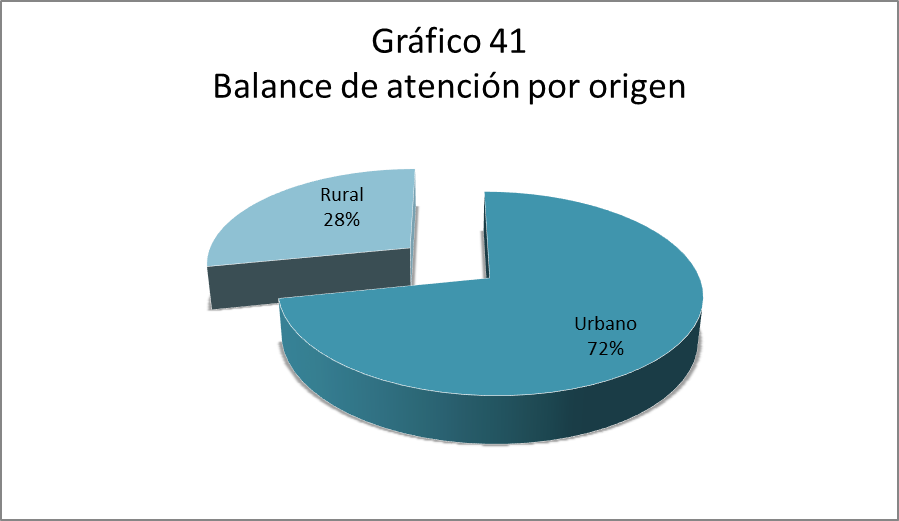 Gráfico 41
Balance de atención por origen
Rural
28%
Urbano
72%